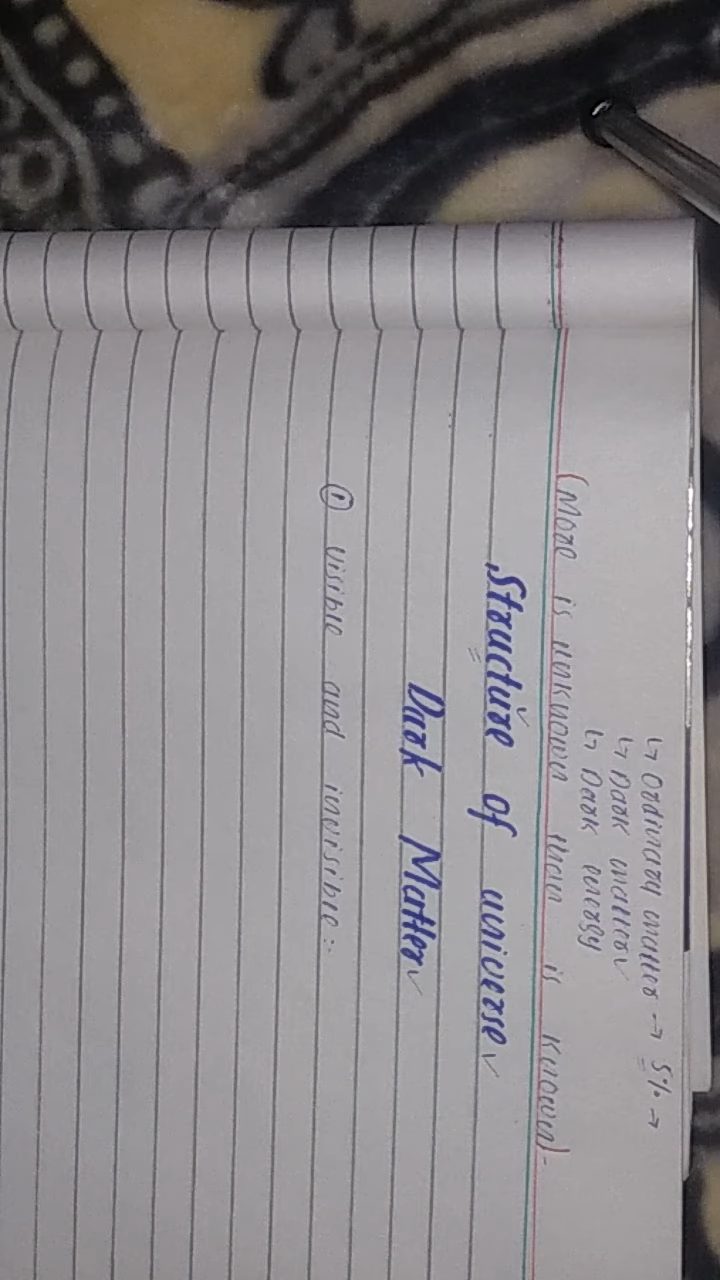 ↳ Ordinary matter → 5% →
↳ Dark matter ✓
↳ Dark energy
(More is unknown than is known)-
Structure of universe ✓
Dark Matter ✓
① visible and invisible :-